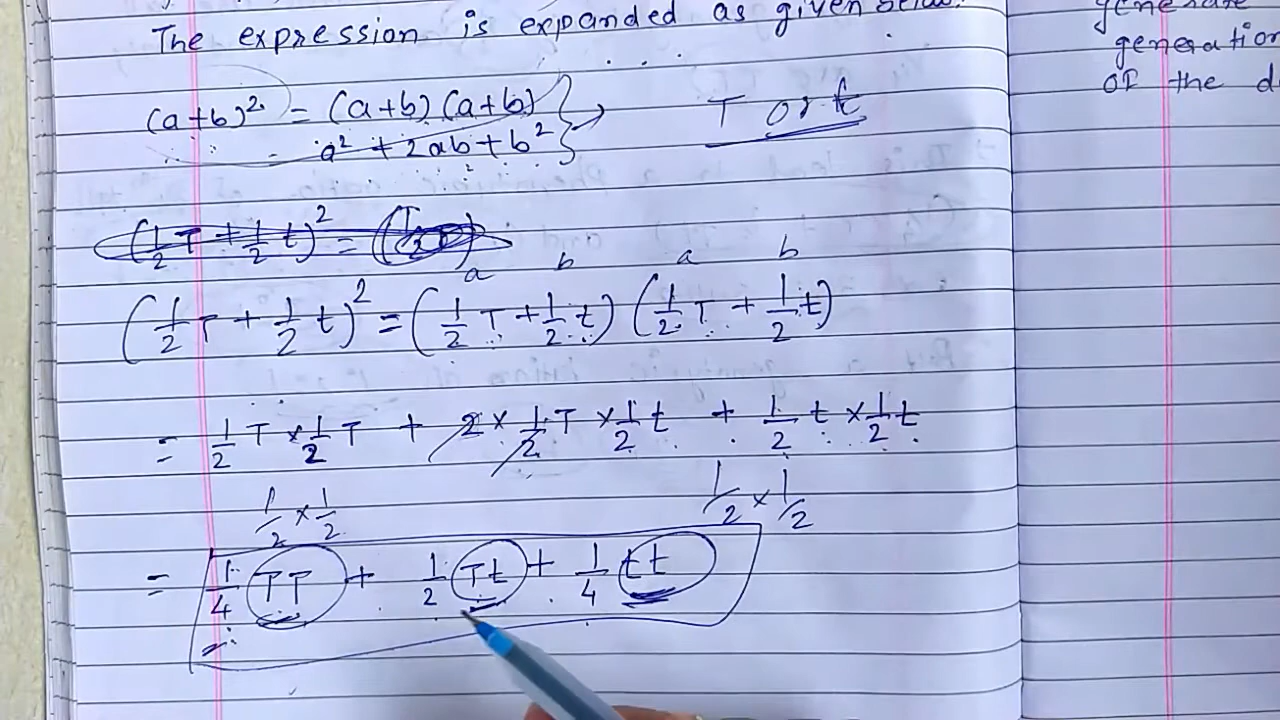 The expression is expanded as given below.
(a+b)² = (a+b) (a+b)
= a² + 2ab + b²
T or t
a b a b
(1/2 T + 1/2 t)² = (1/2 T + 1/2 t) (1/2 T + 1/2 t)
= 1/2 T × 1/2 T + 2 × 1/2 T × 1/2 t + 1/2 t × 1/2 t
1/2 × 1/2 1/2 × 1/2
= 1/4 TT + 1/2 Tt + 1/4 tt
generate
generation
of the d